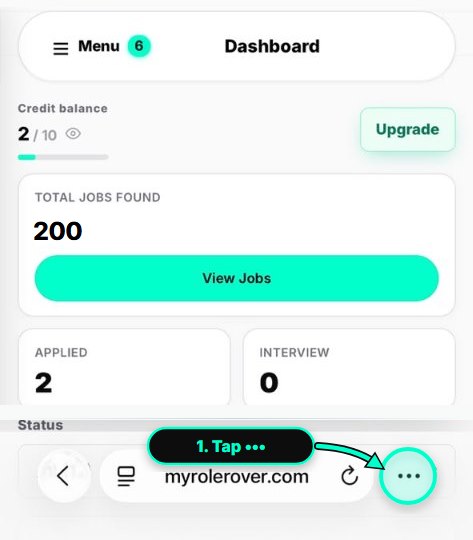 Menu 6 Dashboard
Credit balance
2 / 10
Upgrade
TOTAL JOBS FOUND
200
View Jobs
APPLIED
2
INTERVIEW
0
Status
1. Tap •••
myrolerover.com